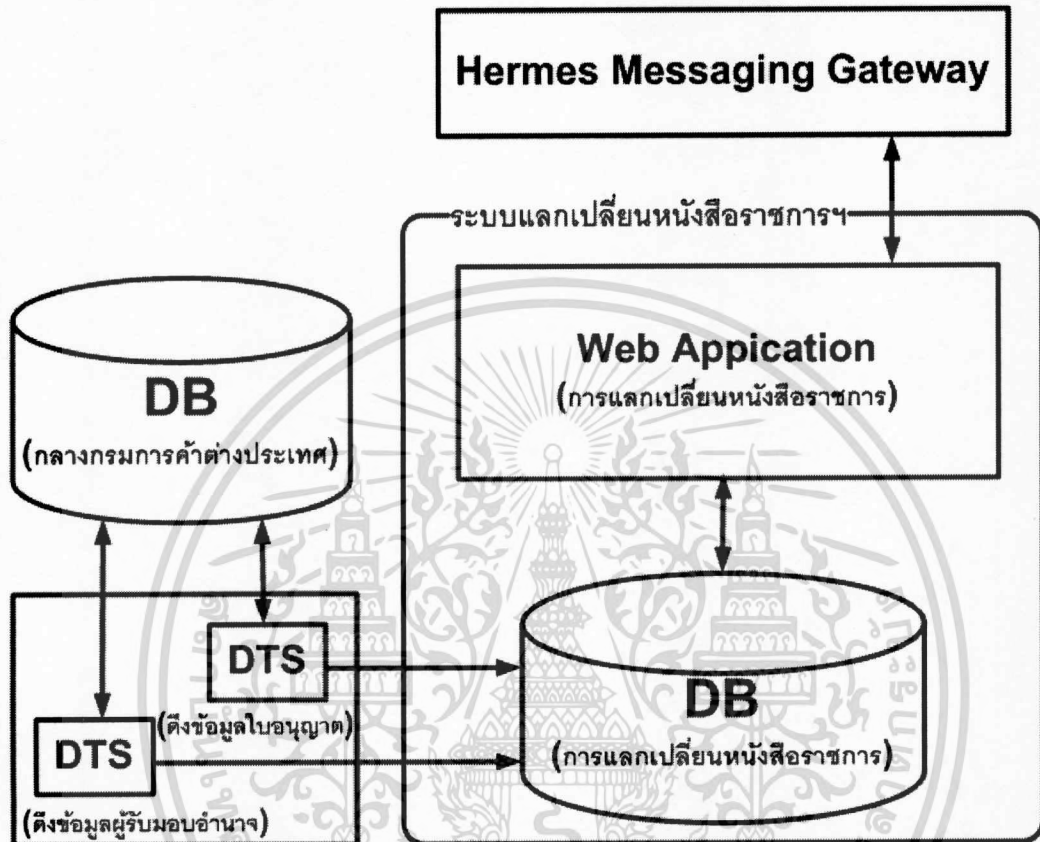 Hermes Messaging Gateway
ระบบแลกเปลี่ยนหนังสือราชการฯ
Web Appication
(การแลกเปลี่ยนหนังสือราชการ)
DB
(กลางกรมการค้าต่างประเทศ)
DTS
(ดึงข้อมูลใบอนุญาต)
DTS
(ดึงข้อมูลผู้รับมอบอำนาจ)
DB
(การแลกเปลี่ยนหนังสือราชการ)